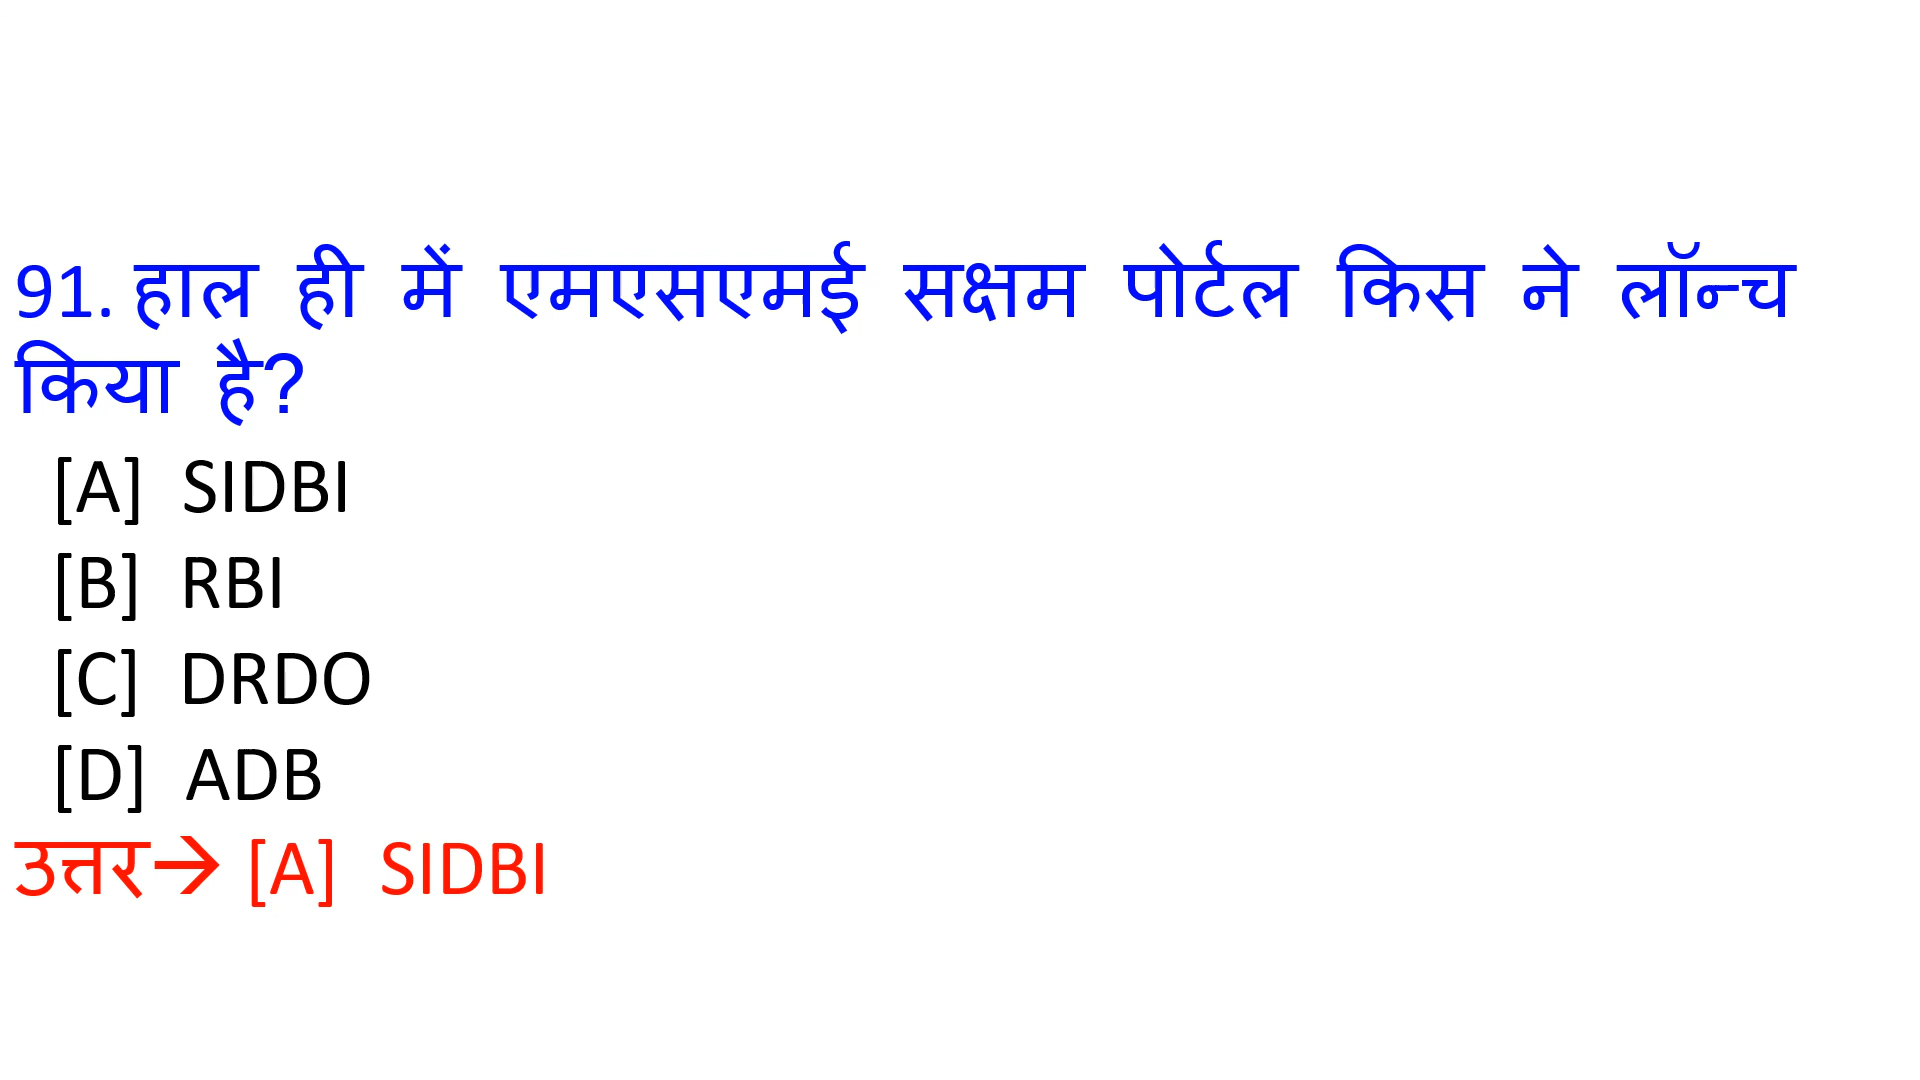 91. हाल ही में एमएसएमई सक्षम पोर्टल किस ने लॉन्च
किया है?
[A] SIDBI
[B] RBI
[C] DRDO
[D] ADB
उत्तर→ [A] SIDBI